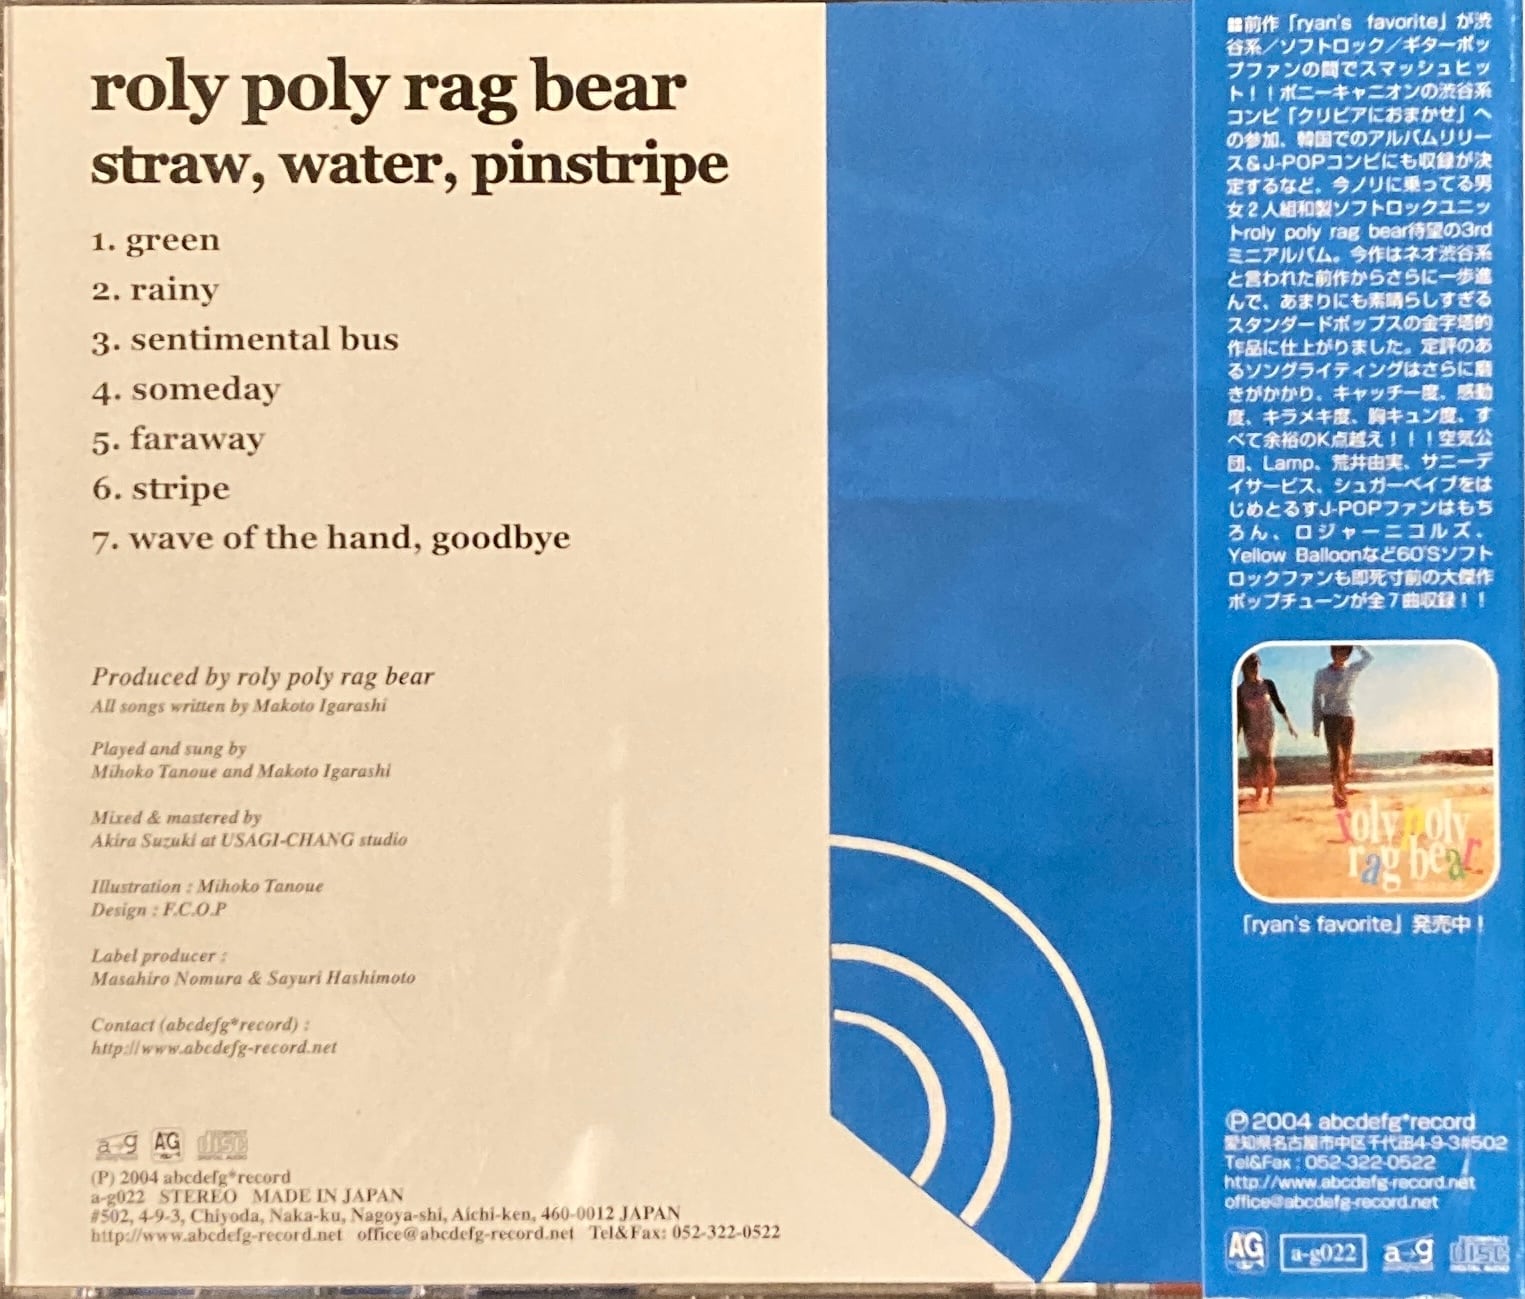 roly poly rag bear
straw, water, pinstripe
1. green
2. rainy
3. sentimental bus
4. someday
5. faraway
6. stripe
7. wave of the hand, goodbye
Produced by roly poly rag bear
All songs written by Makoto Igarashi
Played and sung by
Mihoko Tanoue and Makoto Igarashi
Mixed & mastered by
Akira Suzuki at USAGI-CHANG studio
Illustration : Mihoko Tanoue
Design : F.C.O.P
Label producer :
Masahiro Nomura & Sayuri Hashimoto
Contact (abcdefg*record) :
http://www.abcdefg-record.net
a→g AG disc
DIGITAL AUDIO
(P) 2004 abcdefg*record
a-g022 STEREO MADE IN JAPAN
#502, 4-9-3, Chiyoda, Naka-ku, Nagoya-shi, Aichi-ken, 460-0012 JAPAN
http://www.abcdefg-record.net office@abcdefg-record.net Tel&Fax: 052-322-0522
前作「ryan's favorite」が渋
谷系／ソフトロック／ギターポッ
プファンの間でスマッシュヒッ
ト！！ポニーキャニオンの渋谷系
コンピ「クリビアにおまかせ」へ
の参加、韓国でのアルバムリリー
ス＆J-POPコンピにも収録が決
定するなど、今ノリに乗ってる男
女2人組和製ソフトロックユニッ
トroly poly rag bear待望の3rd
ミニアルバム。今作はネオ渋谷系
と言われた前作からさらに一歩進
んで、あまりにも素晴らしすぎる
スタンダードポップスの金字塔的
作品に仕上がりました。定評のあ
るソングライティングはさらに磨
きがかかり、キャッチー度、感動
度、キラメキ度、胸キュン度、す
べて余裕のK点越え！！！空気公
団、Lamp、荒井由実、サニーデ
イサービス、シュガーベイブをは
じめとるすJ-POPファンはもち
ろん、ロジャーニコルズ、
Yellow Balloonなど60'Sソフト
ロックファンも即死寸前の大傑作
ポップチューンが全7曲収録！！
roly poly
rag bear
「ryan's favorite」発売中！
Ⓟ2004 abcdefg*record
愛知県名古屋市中区千代田4-9-3#502
Tel&Fax : 052-322-0522
http://www.abcdefg-record.net
office@abcdefg-record.net
AG a-g022 a→g disc
DIGITAL AUDIO